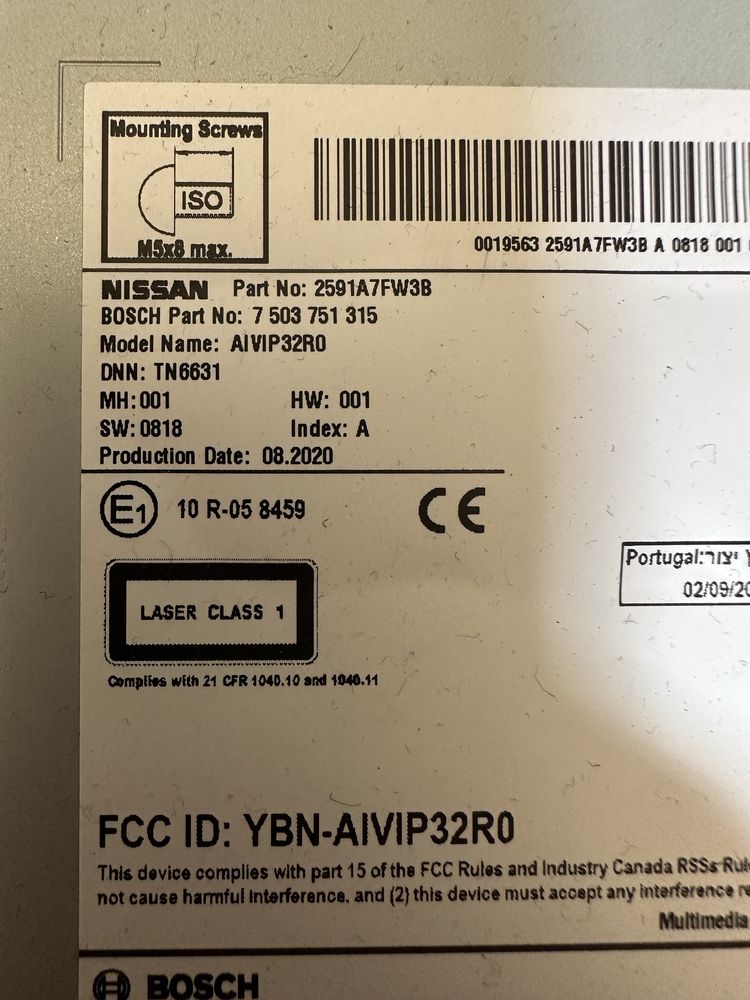 Mounting Screws
ISO
M5x8 max.
0019563 2591A7FW3B A 0818 001
NISSAN Part No: 2591A7FW3B
BOSCH Part No: 7 503 751 315
Model Name: AIVIP32R0
DNN: TN6631
MH:001 HW: 001
SW:0818 Index: A
Production Date: 08.2020
E1 10 R-05 8459 CE
Portugal:יצור
02/09/20
LASER CLASS 1
Complies with 21 CFR 1040.10 and 1040.11
FCC ID: YBN-AIVIP32R0
This device complies with part 15 of the FCC Rules and Industry Canada RSSs
not cause harmful interference, and (2) this device must accept any interference
Multimedia
BOSCH